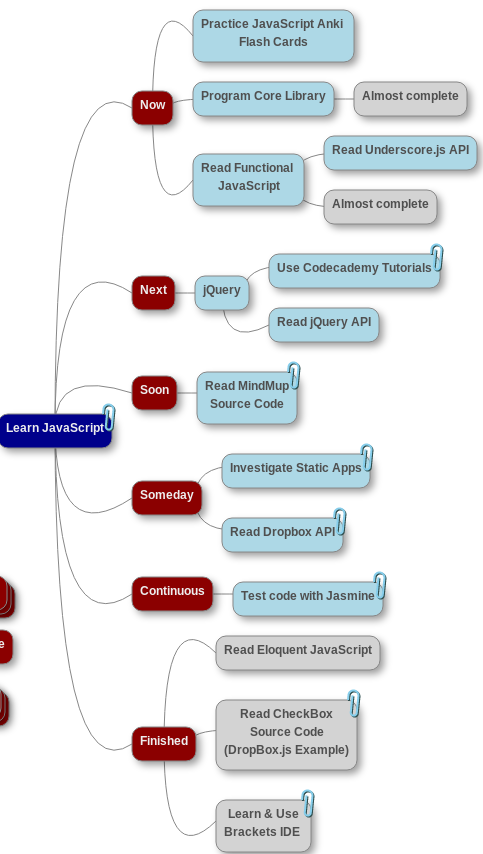 Practice JavaScript Anki
Flash Cards
Now
Program Core Library
Almost complete
Read Functional
JavaScript
Read Underscore.js API
Almost complete
Next
jQuery
Use Codecademy Tutorials
Read jQuery API
Soon
Read MindMup
Source Code
Learn JavaScript
Someday
Investigate Static Apps
Read Dropbox API
Continuous
Test code with Jasmine
Finished
Read Eloquent JavaScript
Read CheckBox
Source Code
(DropBox.js Example)
Learn & Use
Brackets IDE